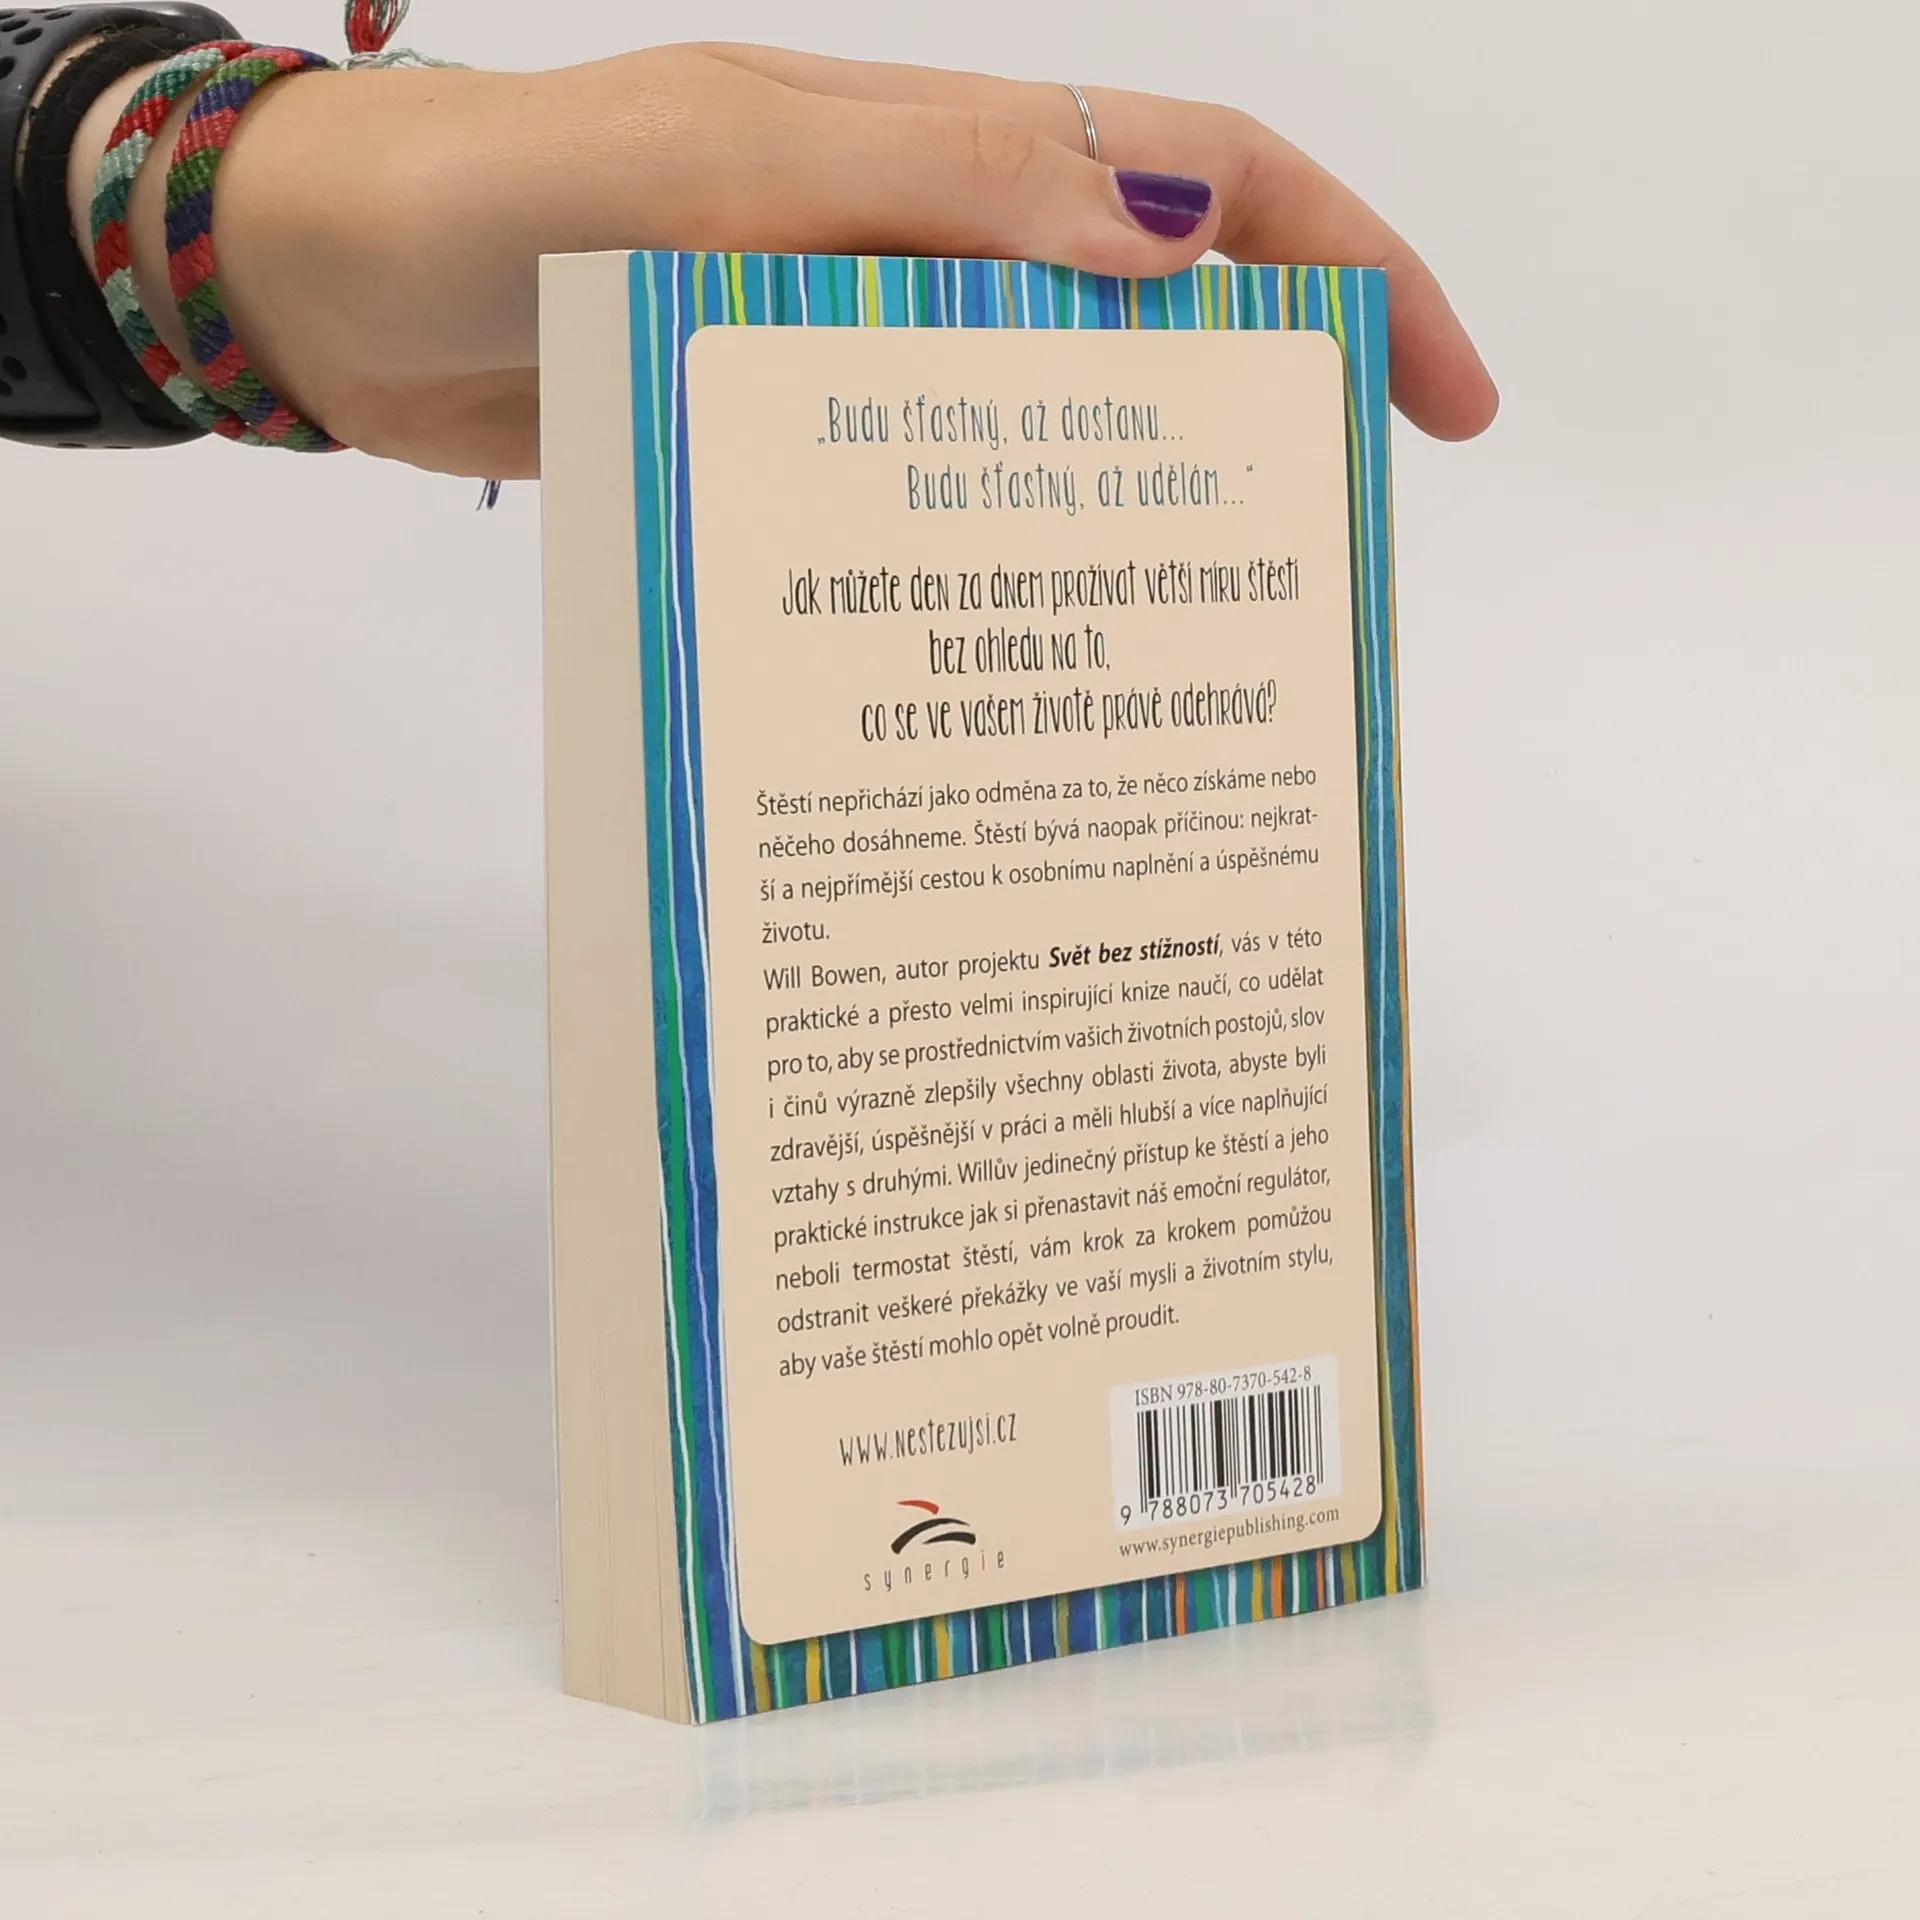 „Budu šťastný, až dostanu...
Budu šťastný, až udělám...“
Jak můžete den za dnem prožívat větší míru štěstí
bez ohledu na to,
co se ve vašem životě právě odehrává?
Štěstí nepřichází jako odměna za to, že něco získáme nebo
něčeho dosáhneme. Štěstí bývá naopak příčinou: nejkrat-
ší a nejpřímější cestou k osobnímu naplnění a úspěšnému
životu.
Will Bowen, autor projektu Svět bez stížností, vás v této
praktické a přesto velmi inspirující knize naučí, co udělat
pro to, aby se prostřednictvím vašich životních postojů, slov
i činů výrazně zlepšily všechny oblasti života, abyste byli
zdravější, úspěšnější v práci a měli hlubší a více naplňující
vztahy s druhými. Willův jedinečný přístup ke štěstí a jeho
praktické instrukce jak si přenastavit náš emoční regulátor,
neboli termostat štěstí, vám krok za krokem pomůžou
odstranit veškeré překážky ve vaší mysli a životním stylu,
aby vaše štěstí mohlo opět volně proudit.
www.nestezujsi.cz
synergie
ISBN 978-80-7370-542-8
9 788073 705428
www.synergiepublishing.com